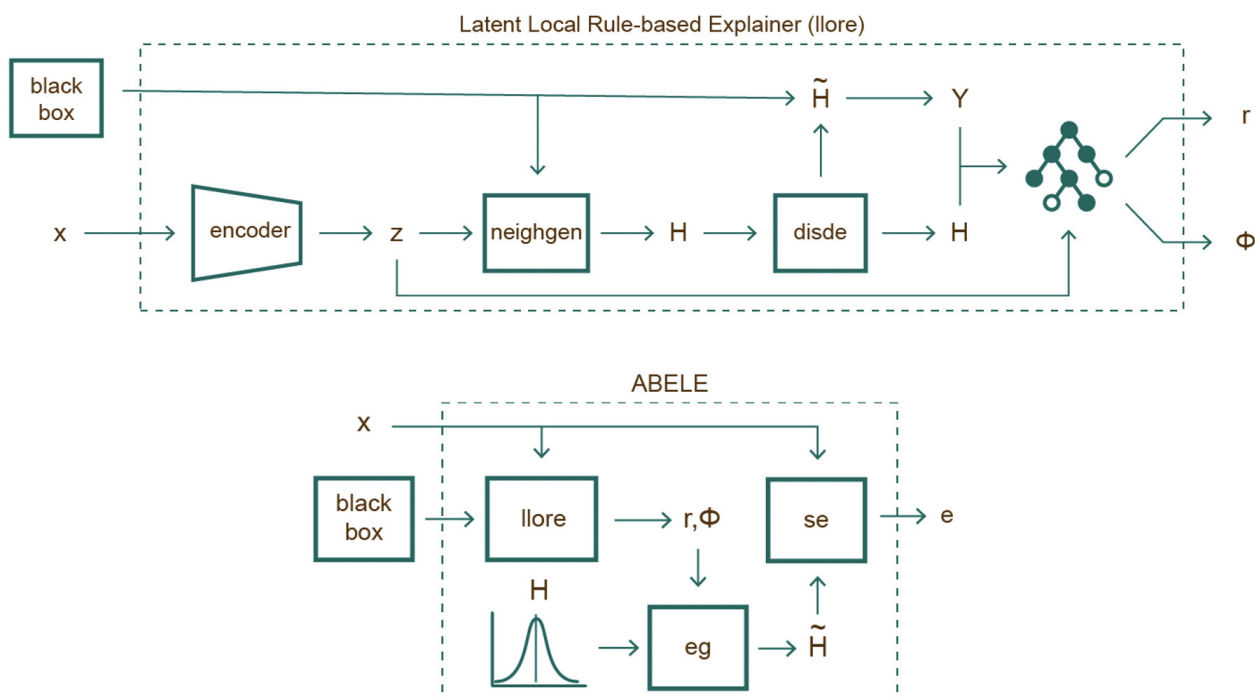 Latent Local Rule-based Explainer (llore)
black
box
H̃
Y
r
x
encoder
z
neighgen
H
disde
H
Φ
ABELE
x
black
box
llore
r,Φ
se
e
H
eg
H̃